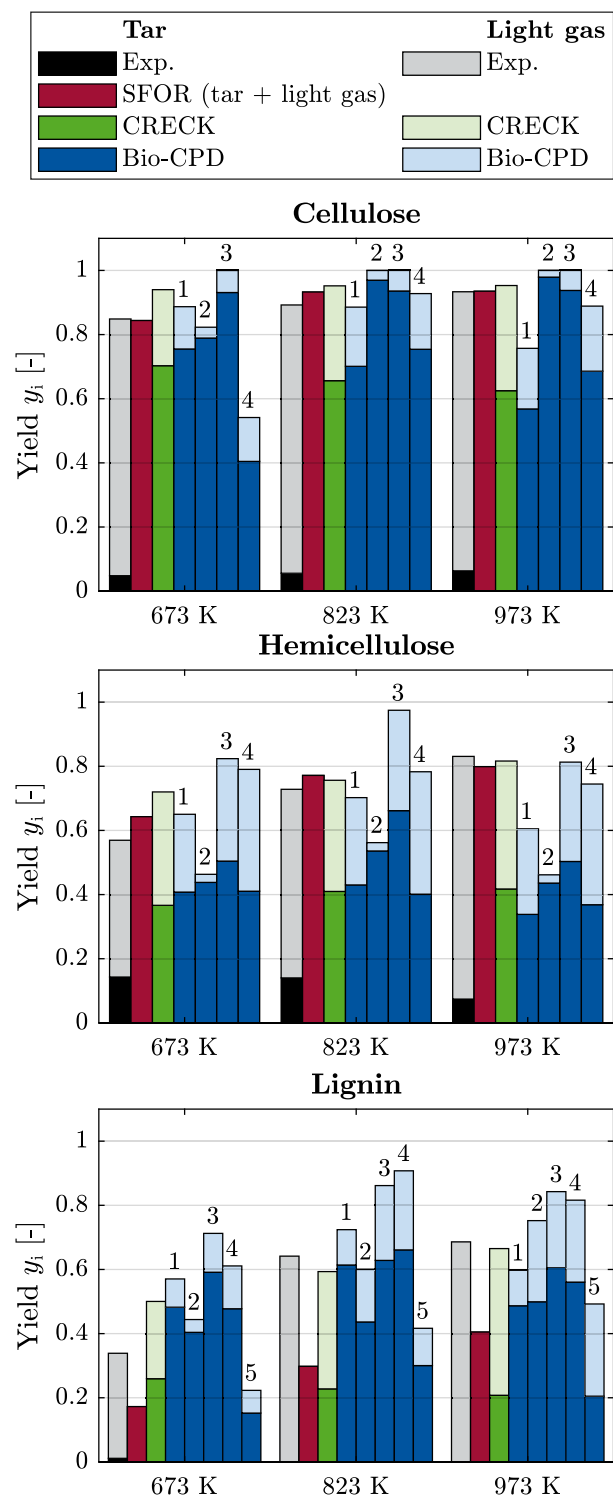 Tar Light gas
Exp. Exp.
SFOR (tar + light gas)
CRECK CRECK
Bio-CPD Bio-CPD
Cellulose
3 2 3
1 2 4 1 4
1 4
1
0.8
0.6
0.4
0.2
0
Yield y_i [-]
673 K 823 K 973 K
Hemicellulose
3
1 2 3 4 1 2 4 1 2 3 4
1
0.8
0.6
0.4
0.2
0
Yield y_i [-]
673 K 823 K 973 K
Lignin
1 2 3 4 5 1 2 3 4 5 1 2 3 4 5
1
0.8
0.6
0.4
0.2
0
Yield y_i [-]
673 K 823 K 973 K